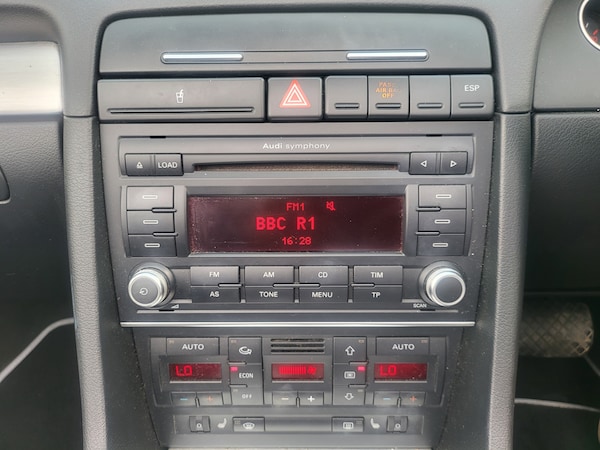 PASS
AIR BAG
OFF
ESP
Audi symphony
LOAD
FM1
BBC R1
16:28
FM AM CD TIM
AS TONE MENU TP
SCAN
AUTO AUTO
LO LO
ECON
OFF